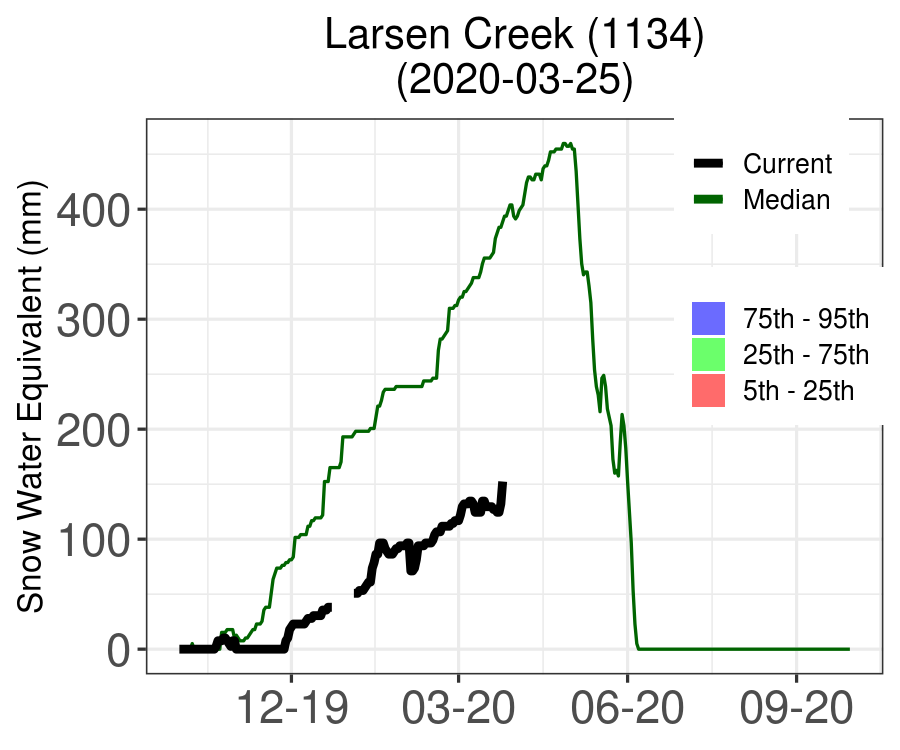 Larsen Creek (1134)
(2020-03-25)
Snow Water Equivalent (mm)
400
300
200
100
0
12-19
03-20
06-20
09-20
Current
Median
75th - 95th
25th - 75th
5th - 25th